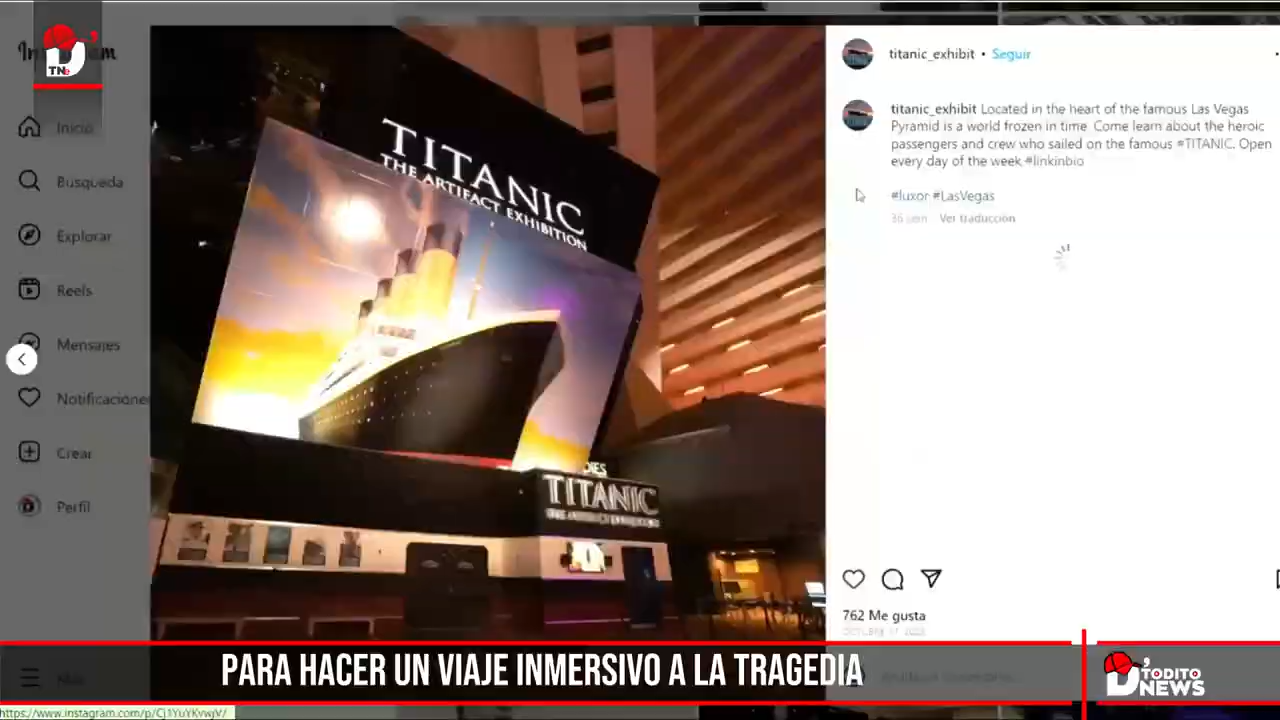 D'
TNe
Inicio
Busqueda
Explorar
Reels
Mensajes
Notificacione
Crear
Perfil
TITANIC
THE ARTIFACT EXHIBITION
TITANIC
THE ARTIFACT EXHIBITION
titanic_exhibit • Seguir
titanic_exhibit Located in the heart of the famous Las Vegas
Pyramid is a world frozen in time. Come learn about the heroic
passengers and crew who sailed on the famous #TITANIC. Open
every day of the week #linkinbio
#luxor #LasVegas
36 sem Ver traducción
762 Me gusta
PARA HACER UN VIAJE INMERSIVO A LA TRAGEDIA
D' TODITO
NEWS
https://www.instagram.com/p/Cj1YuYKvwjV/